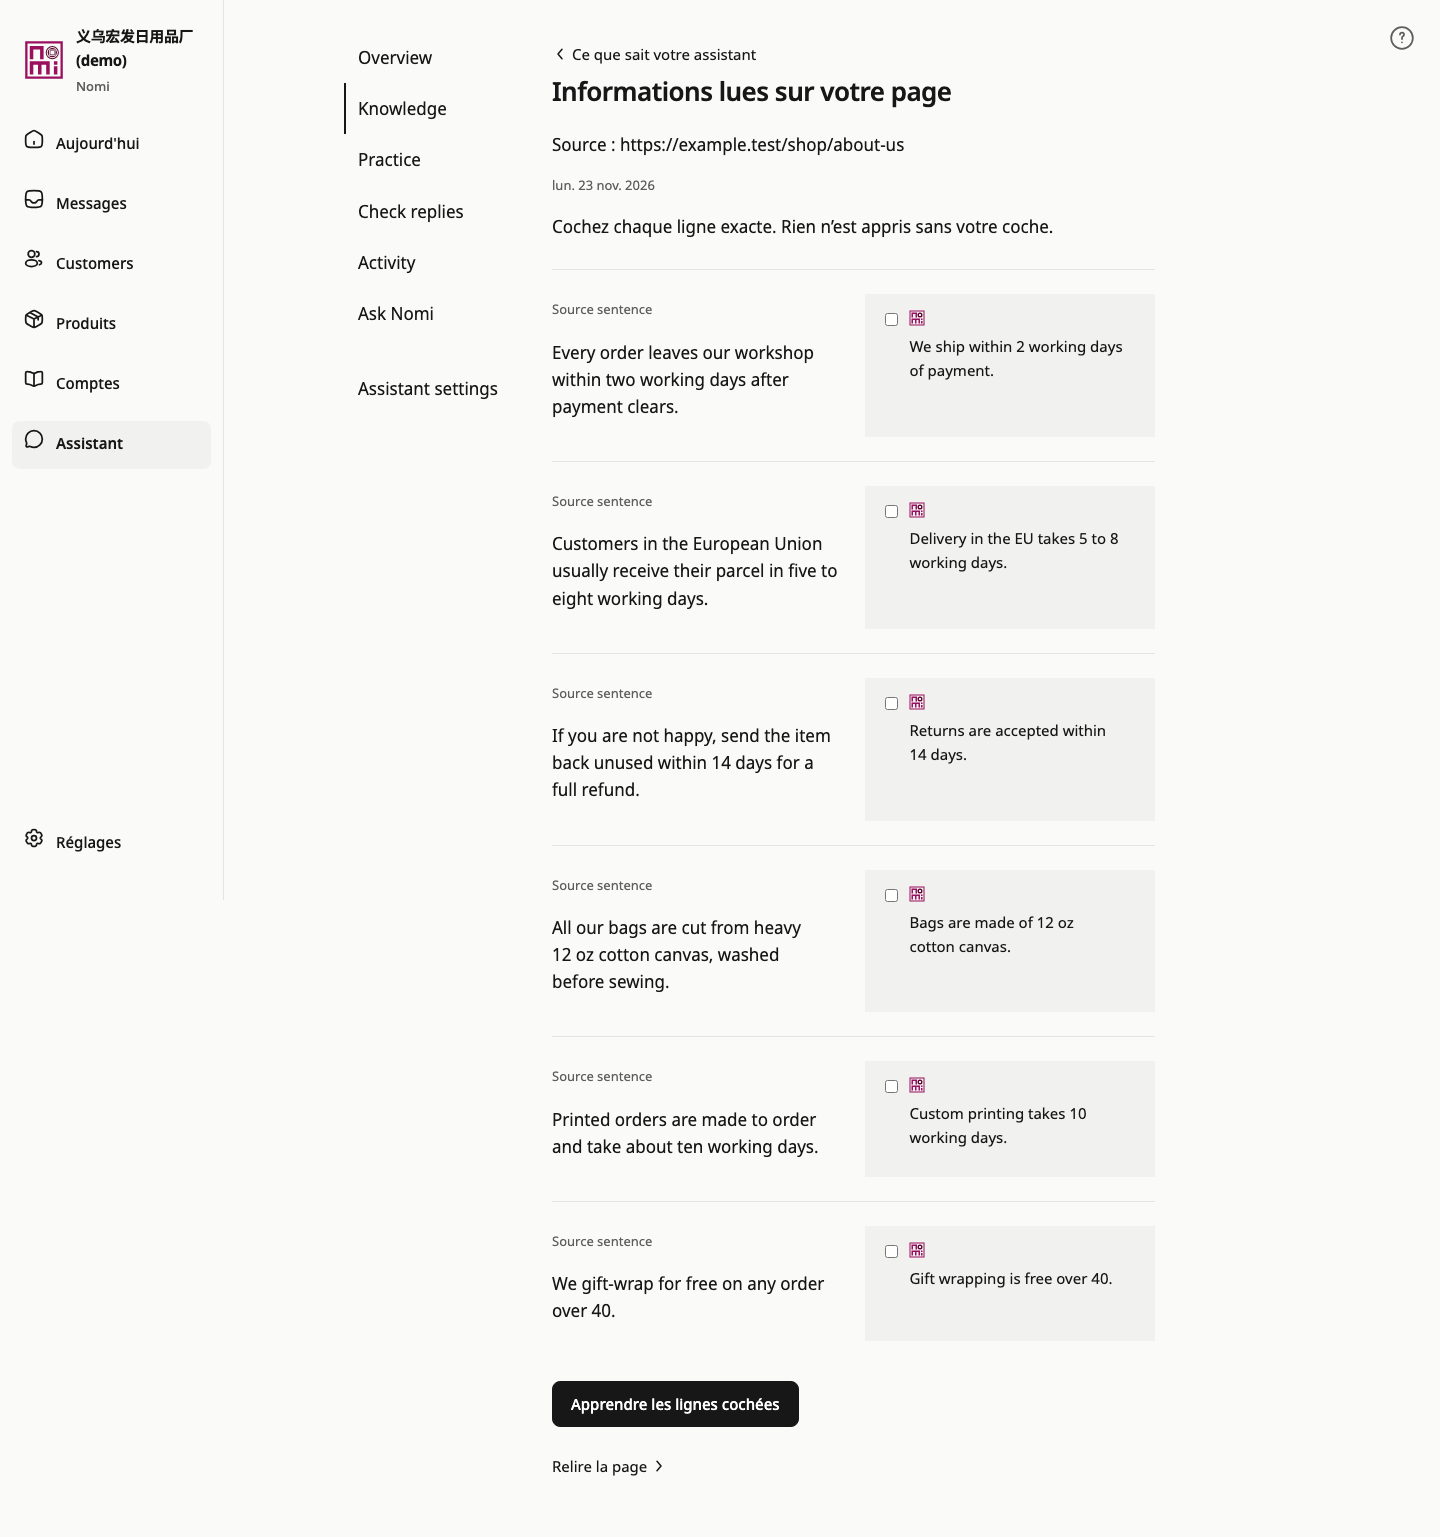 义乌宏发日用品厂
(demo)
Nomi
Aujourd'hui
Messages
Customers
Produits
Comptes
Assistant
Réglages
Overview
Knowledge
Practice
Check replies
Activity
Ask Nomi
Assistant settings
Ce que sait votre assistant
Informations lues sur votre page
Source : https://example.test/shop/about-us
lun. 23 nov. 2026
Cochez chaque ligne exacte. Rien n’est appris sans votre coche.
Source sentence
Every order leaves our workshop
within two working days after
payment clears.
We ship within 2 working days
of payment.
Source sentence
Customers in the European Union
usually receive their parcel in five to
eight working days.
Delivery in the EU takes 5 to 8
working days.
Source sentence
If you are not happy, send the item
back unused within 14 days for a
full refund.
Returns are accepted within
14 days.
Source sentence
All our bags are cut from heavy
12 oz cotton canvas, washed
before sewing.
Bags are made of 12 oz
cotton canvas.
Source sentence
Printed orders are made to order
and take about ten working days.
Custom printing takes 10
working days.
Source sentence
We gift-wrap for free on any order
over 40.
Gift wrapping is free over 40.
Apprendre les lignes cochées
Relire la page